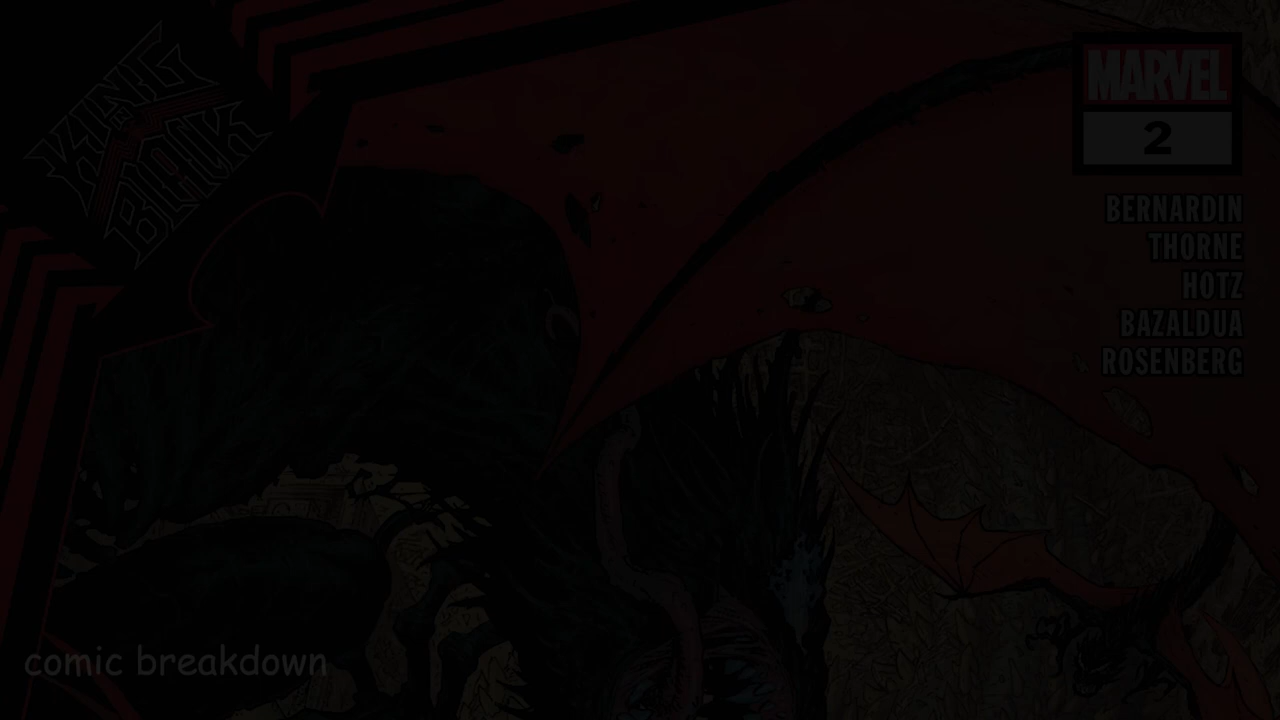 KING
IN
BLACK
MARVEL
2
BERNARDIN
THORNE
HOTZ
BAZALDUA
ROSENBERG
comic breakdown